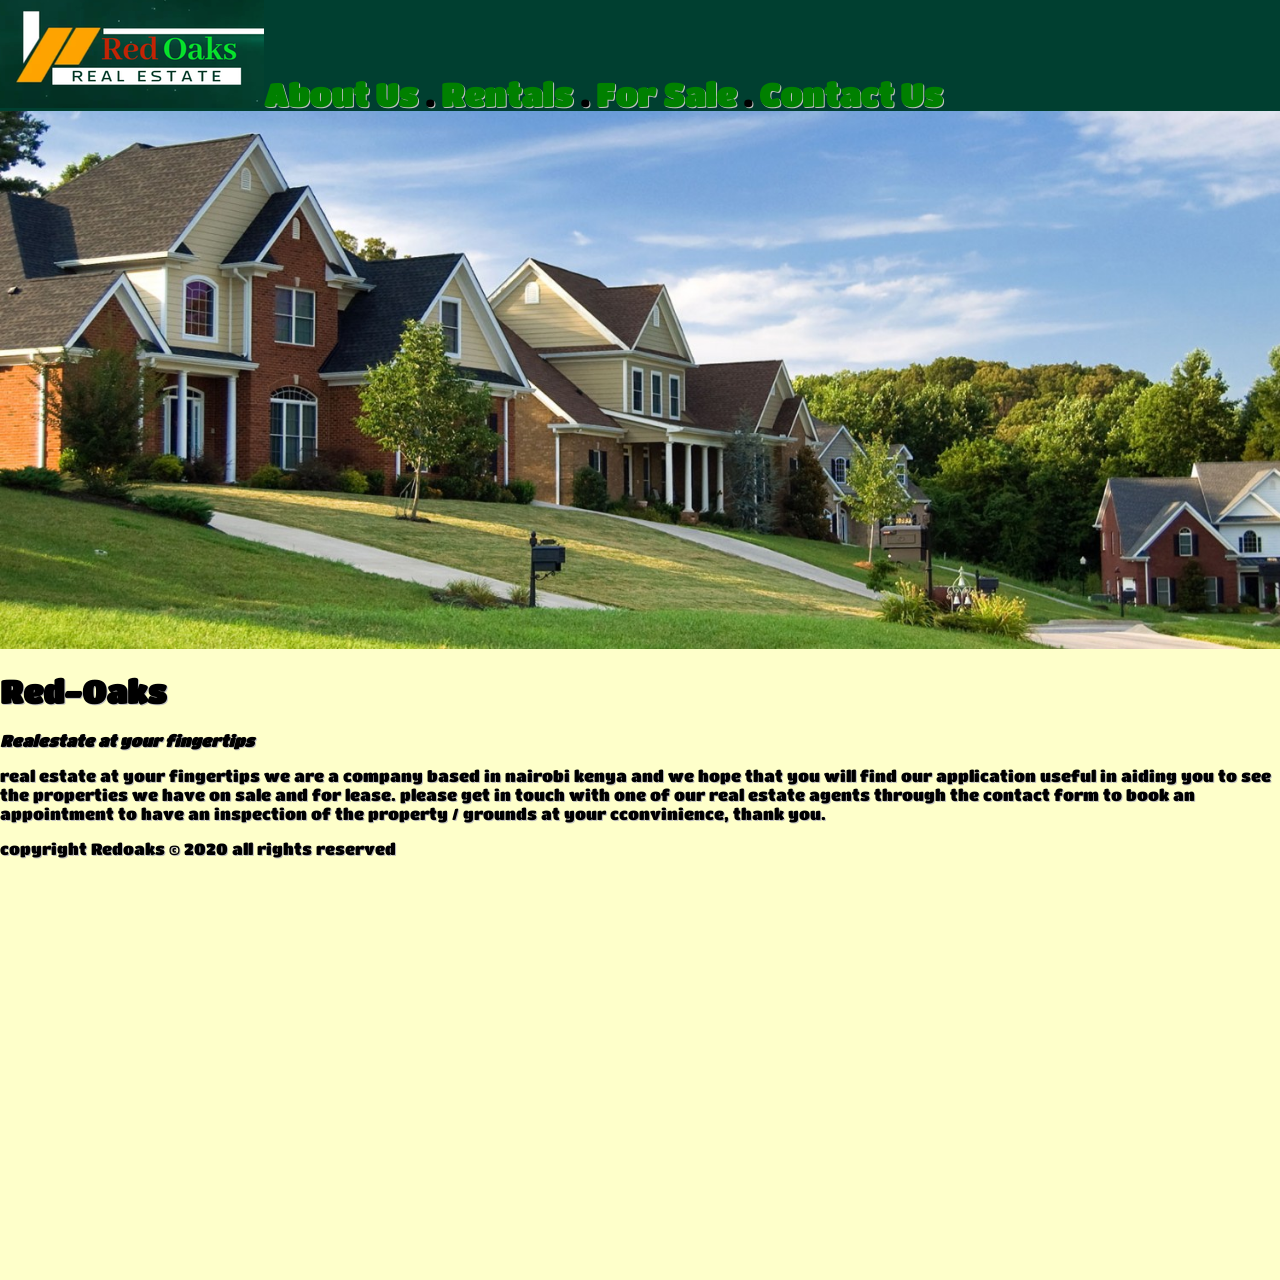 Red Oaks
REAL ESTATE
About Us . Rentals . For Sale . Contact Us
Red-Oaks
Realestate at your fingertips
real estate at your fingertips we are a company based in nairobi kenya and we hope that you will find our application useful in aiding you to see
the properties we have on sale and for lease. please get in touch with one of our real estate agents through the contact form to book an
appointment to have an inspection of the property / grounds at your cconvinience, thank you.
copyright Redoaks © 2020 all rights reserved